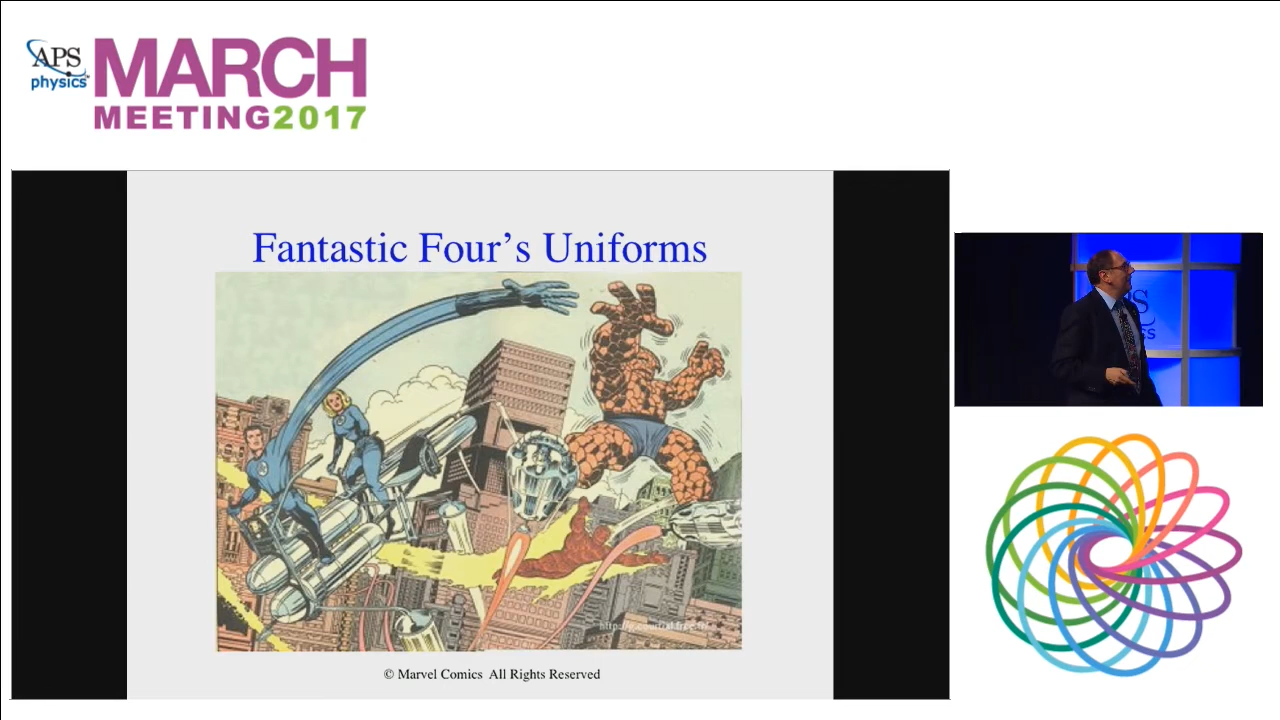 APS
physics
MARCH
MEETING2017
Fantastic Four's Uniforms
© Marvel Comics All Rights Reserved